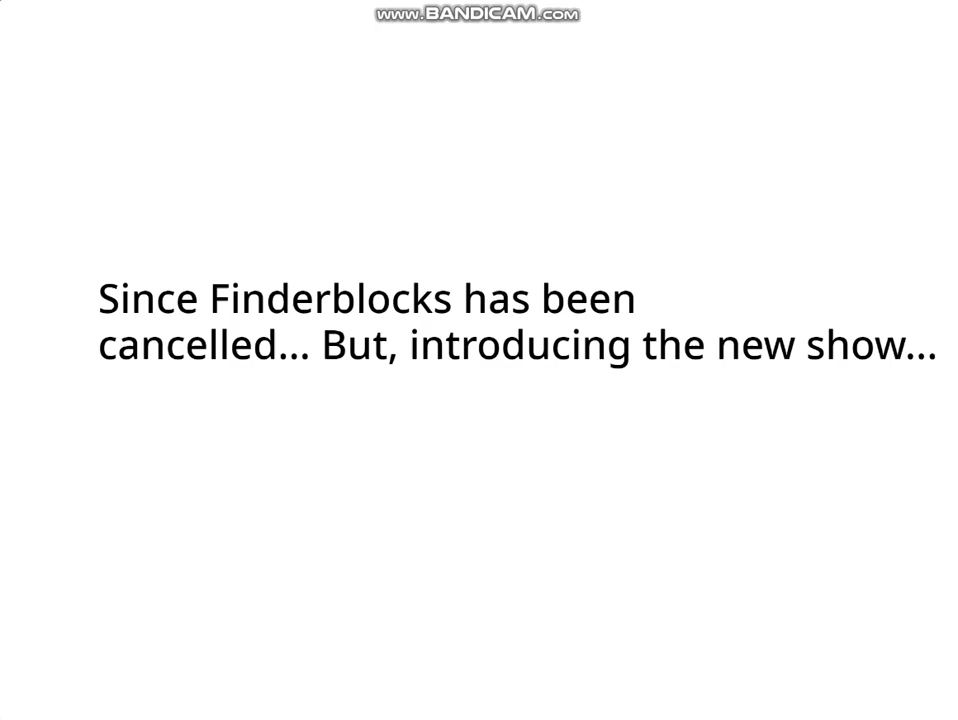 www.BANDICAM.com
Since Finderblocks has been
cancelled... But, introducing the new show...